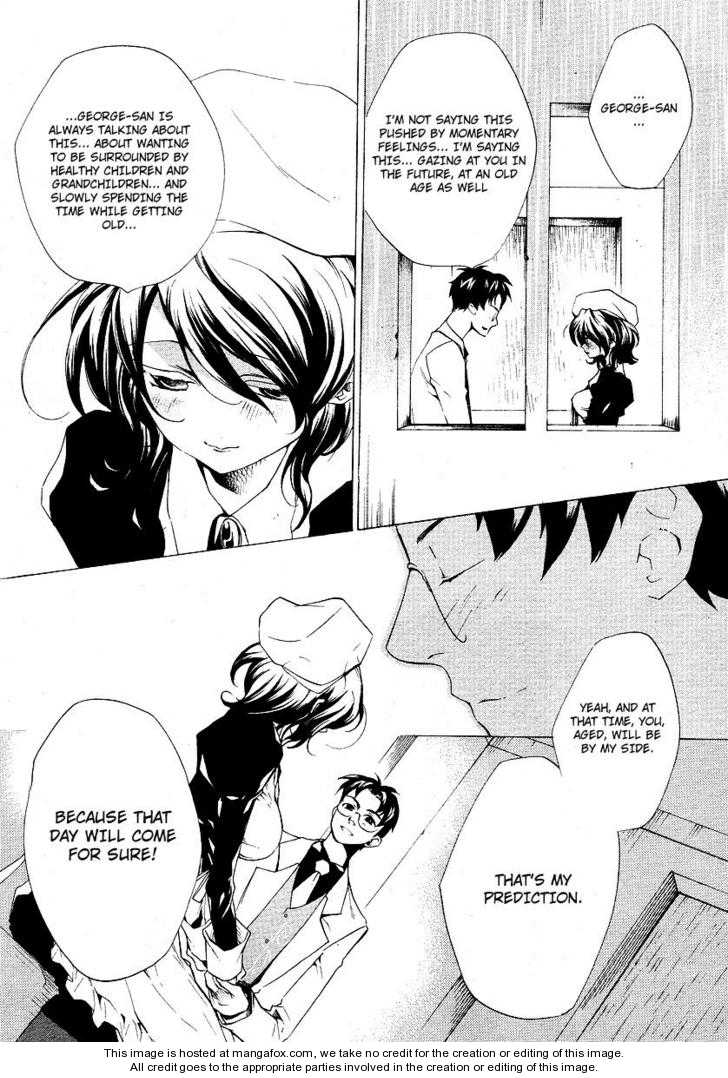 ...
GEORGE-SAN
...
I'M NOT SAYING THIS
PUSHED BY MOMENTARY
FEELINGS... I'M SAYING
THIS... GAZING AT YOU IN
THE FUTURE, AT AN OLD
AGE AS WELL
...GEORGE-SAN IS
ALWAYS TALKING ABOUT
THIS... ABOUT WANTING
TO BE SURROUNDED BY
HEALTHY CHILDREN AND
GRANDCHILDREN... AND
SLOWLY SPENDING THE
TIME WHILE GETTING
OLD...
YEAH, AND AT
THAT TIME, YOU,
AGED, WILL BE
BY MY SIDE.
THAT'S MY
PREDICTION.
BECAUSE THAT
DAY WILL COME
FOR SURE!
This image is hosted at mangafox.com, we take no credit for the creation or editing of this image.
All credit goes to the appropriate parties involved in the creation or editing of this image.